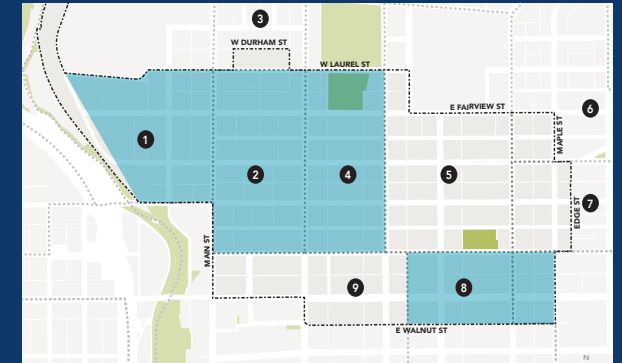 3
W DURHAM ST
W LAUREL ST
E FAIRVIEW ST
6
MAPLE ST
1
2
4
5
7
EDGE ST
MAIN ST
9
8
E WALNUT ST
N